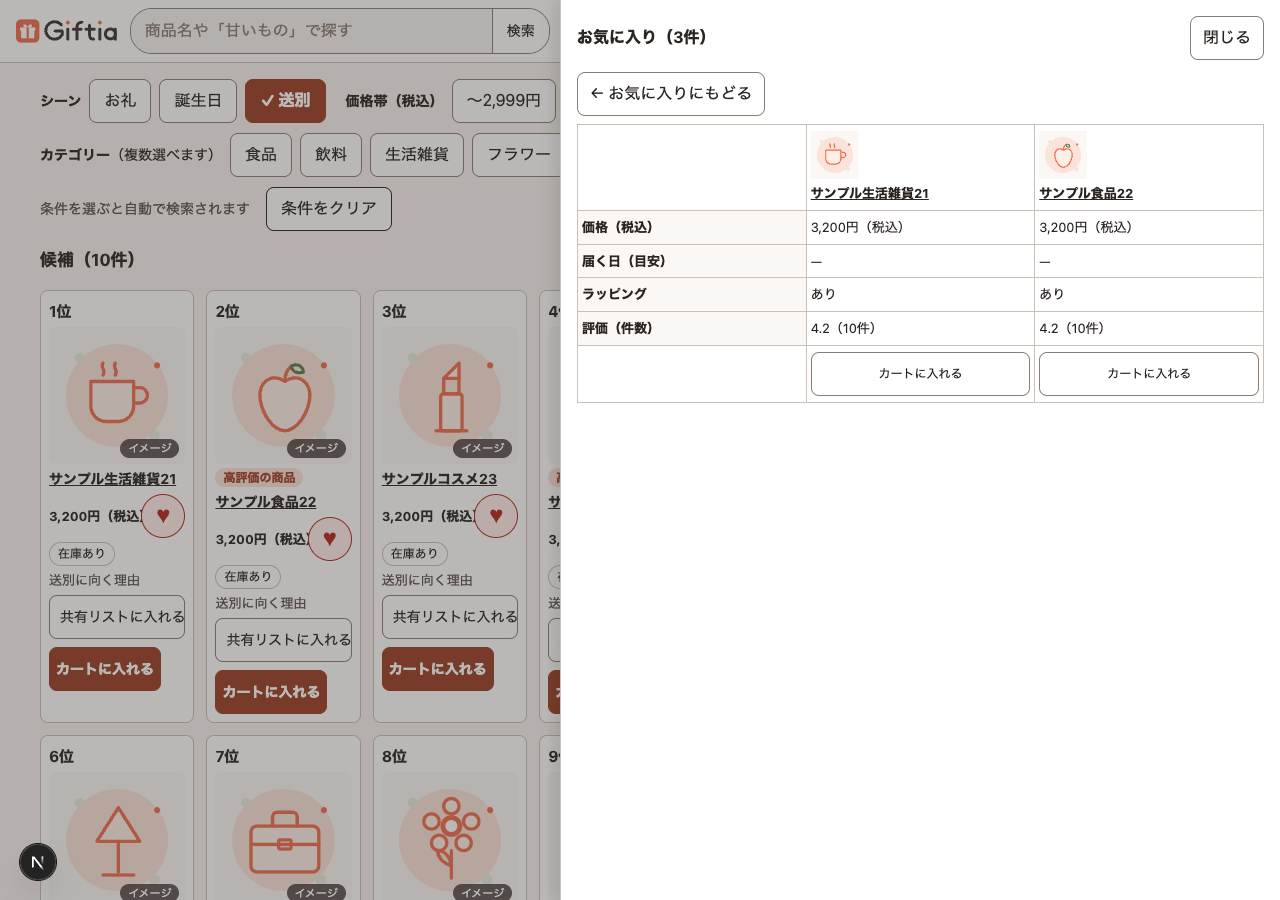 Giftia
商品名や「甘いもの」で探す
検索
シーン
お礼
誕生日
✓ 送別
価格帯（税込）
〜2,999円
カテゴリー（複数選べます）
食品
飲料
生活雑貨
フラワー
条件を選ぶと自動で検索されます
条件をクリア
候補（10件）
1位
イメージ
サンプル生活雑貨21
3,200円（税込）
♥
在庫あり
送別に向く理由
共有リストに入れる
カートに入れる
2位
イメージ
高評価の商品
サンプル食品22
3,200円（税込）
♥
在庫あり
送別に向く理由
共有リストに入れる
カートに入れる
3位
イメージ
サンプルコスメ23
3,200円（税込）
♥
在庫あり
送別に向く理由
共有リストに入れる
カートに入れる
6位
イメージ
7位
イメージ
8位
イメージ
N
お気に入り（3件）
閉じる
← お気に入りにもどる
サンプル生活雑貨21
サンプル食品22
価格（税込）
3,200円（税込）
3,200円（税込）
届く日（目安）
—
—
ラッピング
あり
あり
評価（件数）
4.2（10件）
4.2（10件）
カートに入れる
カートに入れる